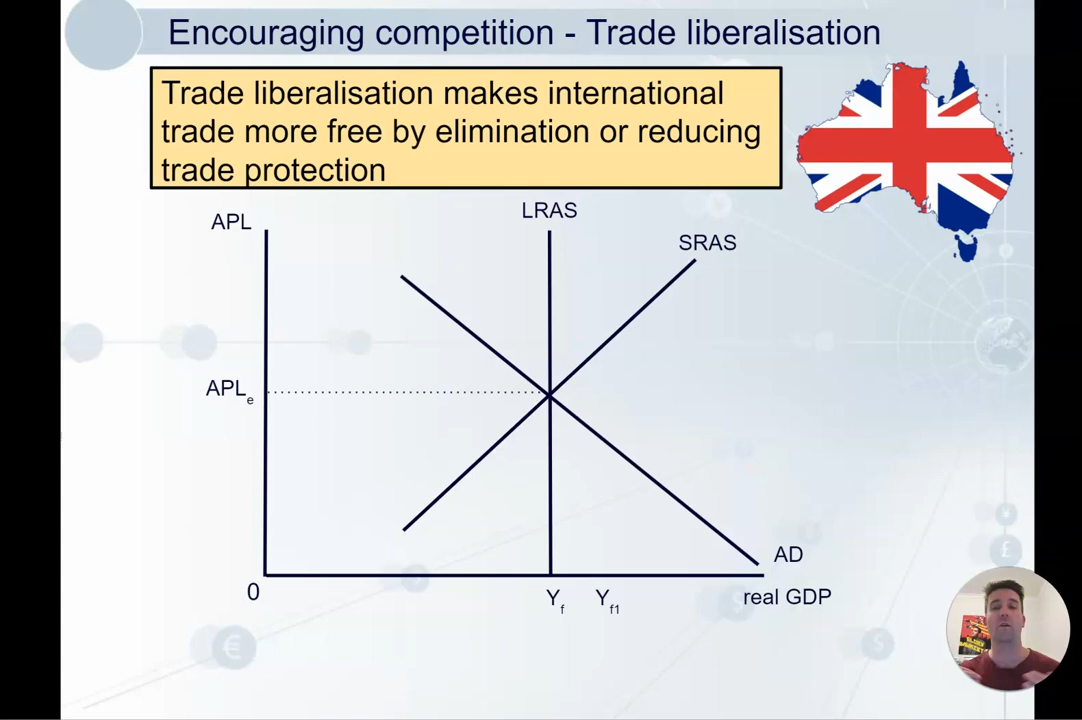 Encouraging competition - Trade liberalisation
Trade liberalisation makes international
trade more free by elimination or reducing
trade protection
APL
LRAS
SRAS
APLe
AD
0
Yf
Yf1
real GDP
£
€
$
$
¥